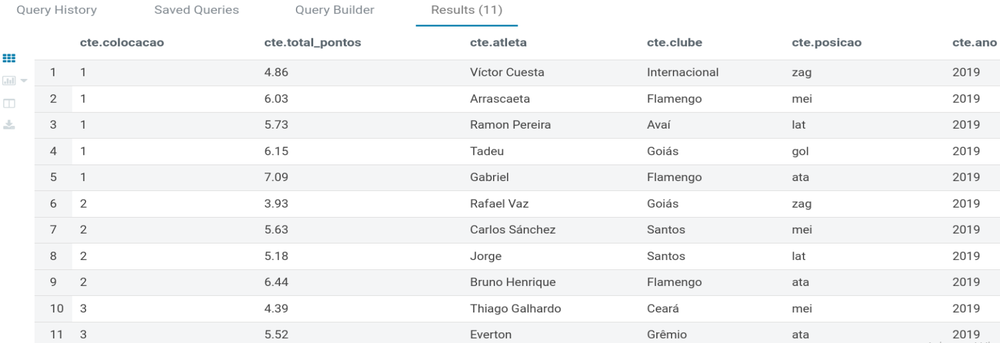 Query History Saved Queries Query Builder Results (11)
cte.colocacao cte.total_pontos cte.atleta cte.clube cte.posicao cte.ano
1 1 4.86 Víctor Cuesta Internacional zag 2019
2 1 6.03 Arrascaeta Flamengo mei 2019
3 1 5.73 Ramon Pereira Avaí lat 2019
4 1 6.15 Tadeu Goiás gol 2019
5 1 7.09 Gabriel Flamengo ata 2019
6 2 3.93 Rafael Vaz Goiás zag 2019
7 2 5.63 Carlos Sánchez Santos mei 2019
8 2 5.18 Jorge Santos lat 2019
9 2 6.44 Bruno Henrique Flamengo ata 2019
10 3 4.39 Thiago Galhardo Ceará mei 2019
11 3 5.52 Everton Grêmio ata 2019